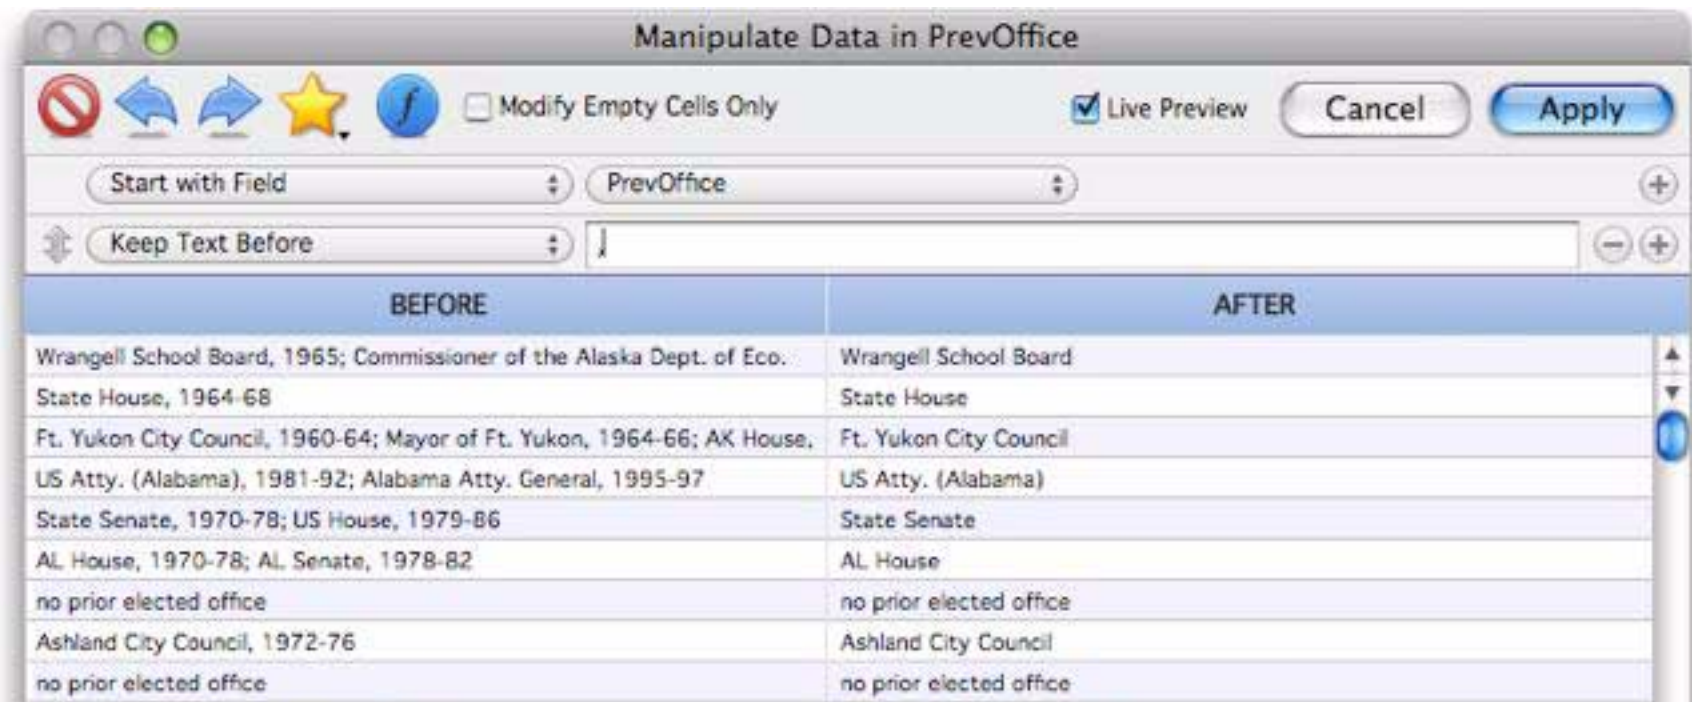 Manipulate Data in PrevOffice
f Modify Empty Cells Only Live Preview Cancel Apply
Start with Field PrevOffice
Keep Text Before ,
BEFORE AFTER
Wrangell School Board, 1965; Commissioner of the Alaska Dept. of Eco. Wrangell School Board
State House, 1964-68 State House
Ft. Yukon City Council, 1960-64; Mayor of Ft. Yukon, 1964-66; AK House, Ft. Yukon City Council
US Atty. (Alabama), 1981-92; Alabama Atty. General, 1995-97 US Atty. (Alabama)
State Senate, 1970-78; US House, 1979-86 State Senate
AL House, 1970-78; AL Senate, 1978-82 AL House
no prior elected office no prior elected office
Ashland City Council, 1972-76 Ashland City Council
no prior elected office no prior elected office